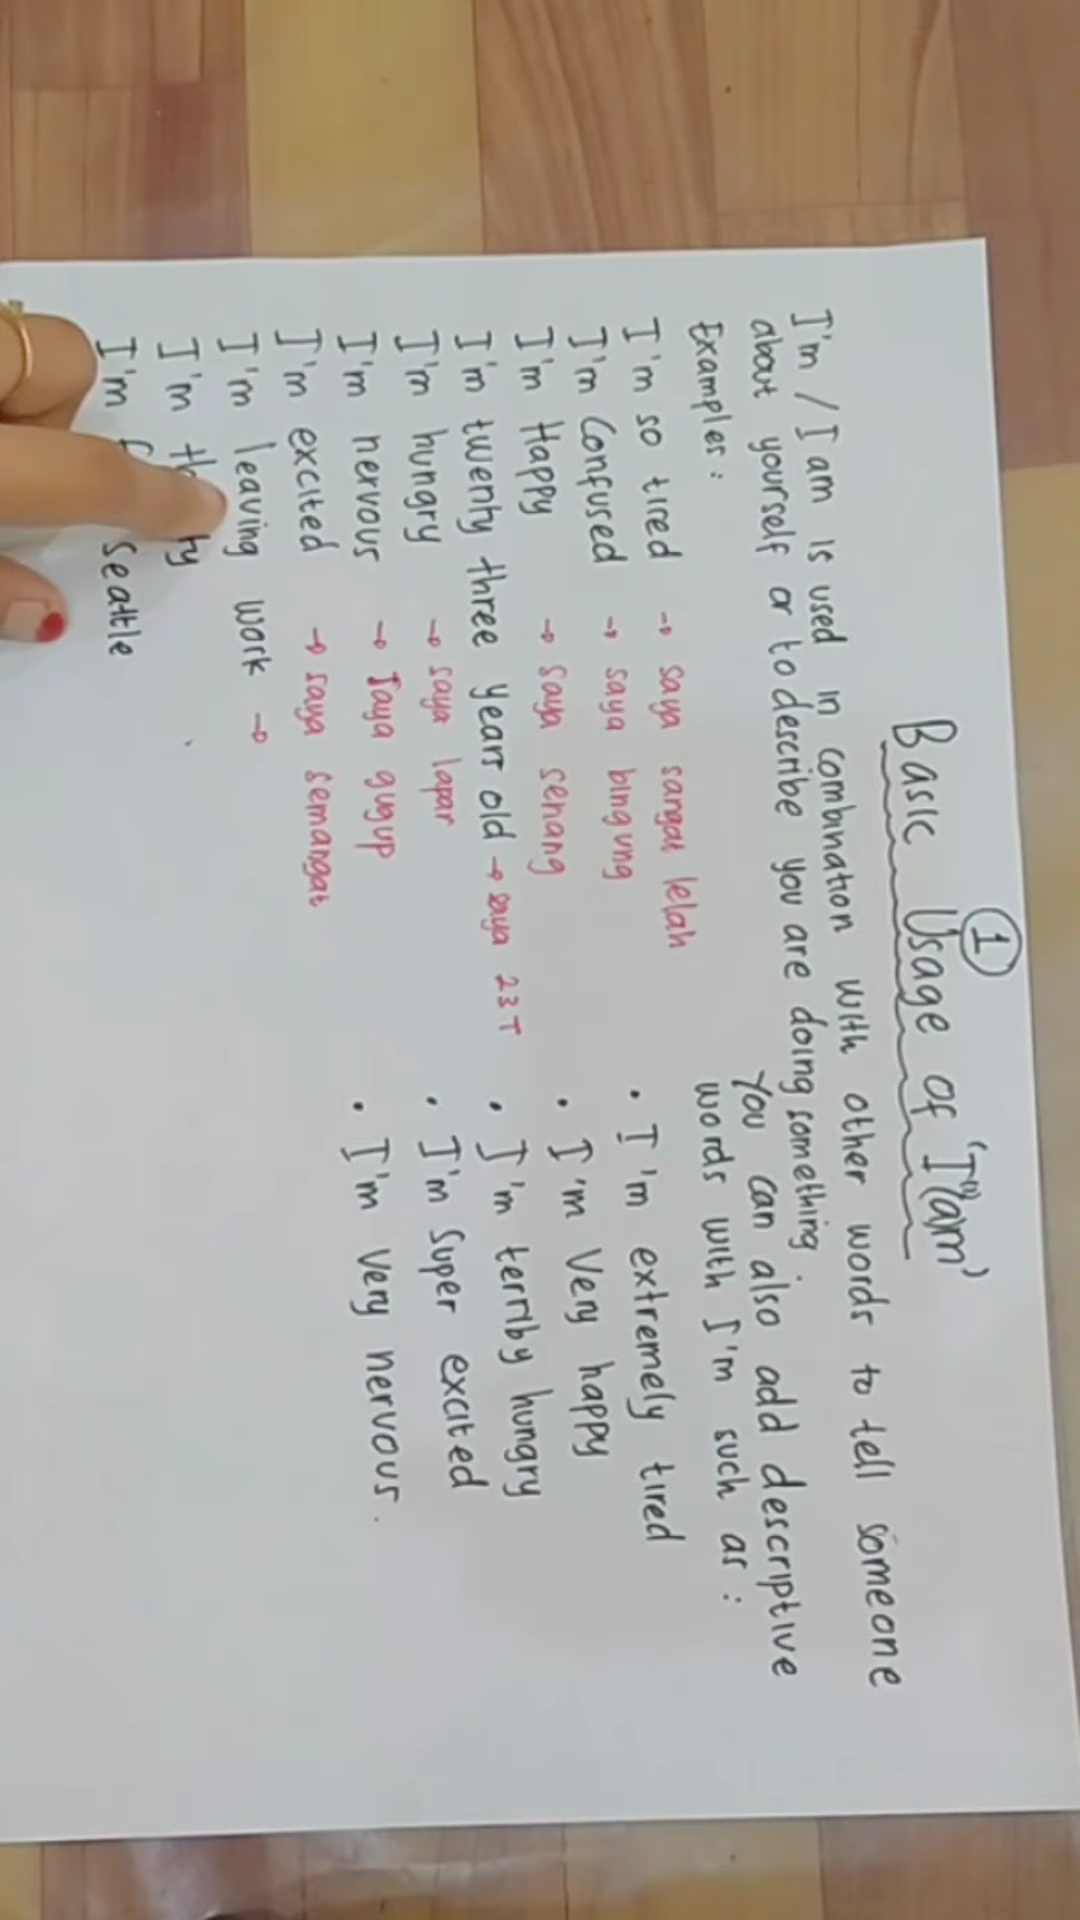 1
Basic Usage of 'I'(am)'
I'm / I am is used in combination with other words to tell someone
about yourself or to describe you are doing something
Examples :
I'm so tired → saya sangat lelah
I'm Confused → saya bingung
I'm Happy → saya senang
I'm twenty three years old → saya 23 T
I'm hungry → saya lapar
I'm nervous → saya gugup
I'm excited → saya semangat
I'm leaving work →
I'm
I'm Seattle
You can also add descriptive
words with I'm such as :
• I'm extremely tired
• I'm Very happy
• I'm terriby hungry
• I'm Super excited
• I'm Very nervous.